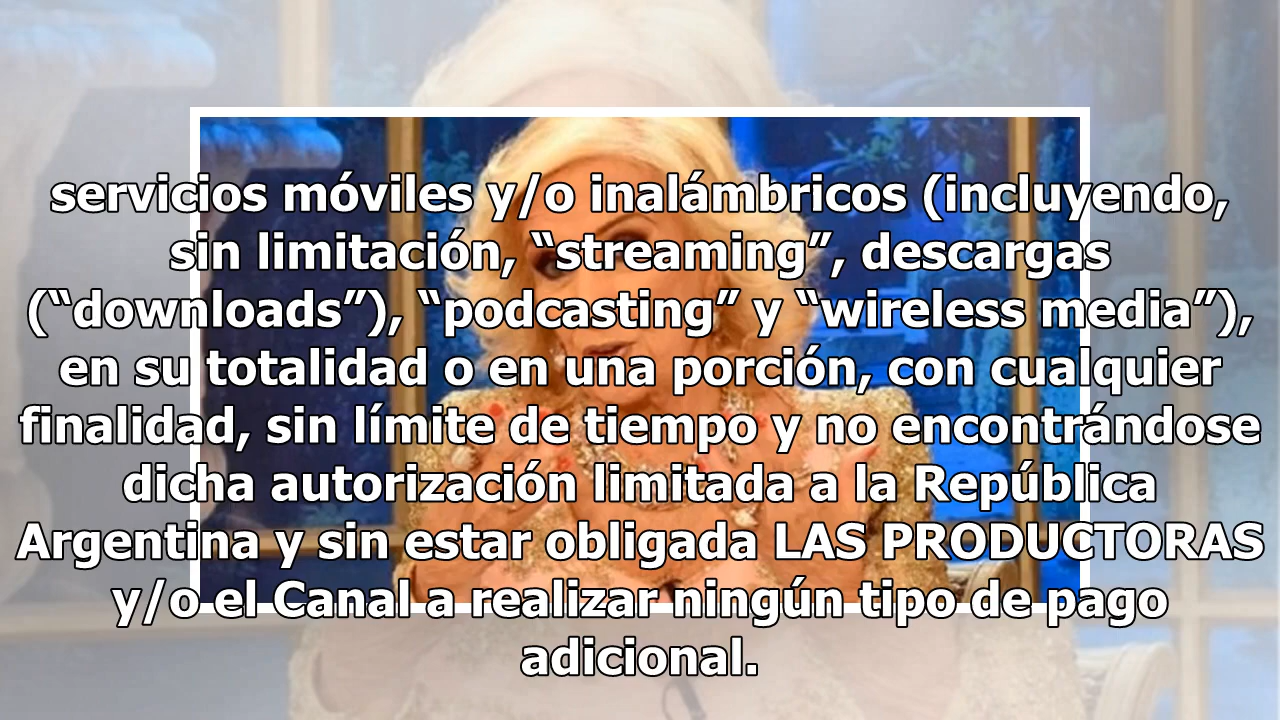 servicios móviles y/o inalámbricos (incluyendo,
sin limitación, “streaming”, descargas
(“downloads”), “podcasting” y “wireless media”),
en su totalidad o en una porción, con cualquier
finalidad, sin límite de tiempo y no encontrándose
dicha autorización limitada a la República
Argentina y sin estar obligada LAS PRODUCTORAS
y/o el Canal a realizar ningún tipo de pago
adicional.